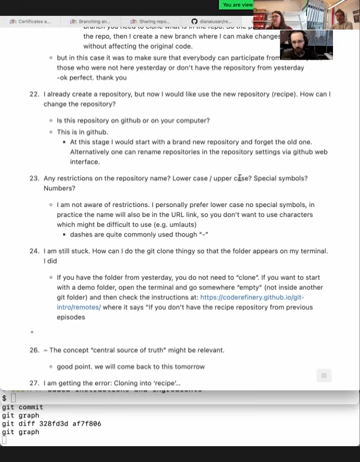 You are view
Certificates a...
Branching an...
Sharing repo...
dianaiusan/re
the repo, then I create a new branch where I can make changes
without affecting the original code.
but in this case it was to make sure that everybody can participate from
those who were not here yesterday or don't have the repository from yesterday
-ok perfect. thank you
22. I already create a repository, but now I would like use the new repository (recipe). How can I
change the repository?
Is this repository on github or on your computer?
This is in github.
At this stage I would start with a brand new repository and forget the old one.
Alternatively one can rename repositories in the repository settings via github web
interface.
23. Any restrictions on the repository name? Lower case / upper case? Special symbols?
Numbers?
I am not aware of restrictions. I personally prefer lower case no special symbols, in
practice the name will also be in the URL link, so you don't want to use characters
which might be difficult to use (e.g. umlauts)
dashes are quite commonly used though "-"
24. I am still stuck. How can I do the git clone thingy so that the folder appears on my terminal.
I did
If you have the folder from yesterday, you do not need to "clone". If you want to start
with a demo folder, open the terminal and go somewhere "empty" (not inside another
git folder) and then check the instructions at: https://coderefinery.github.io/git-
intro/remotes/ where it says "If you don't have the recipe repository from previous
episodes
26. – The concept "central source of truth" might be relevant.
good point. we will come back to this tomorrow
27. I am getting the error: Cloning into 'recipe'...
$
git commit
git graph
git diff 328fd3d af7f806
git graph